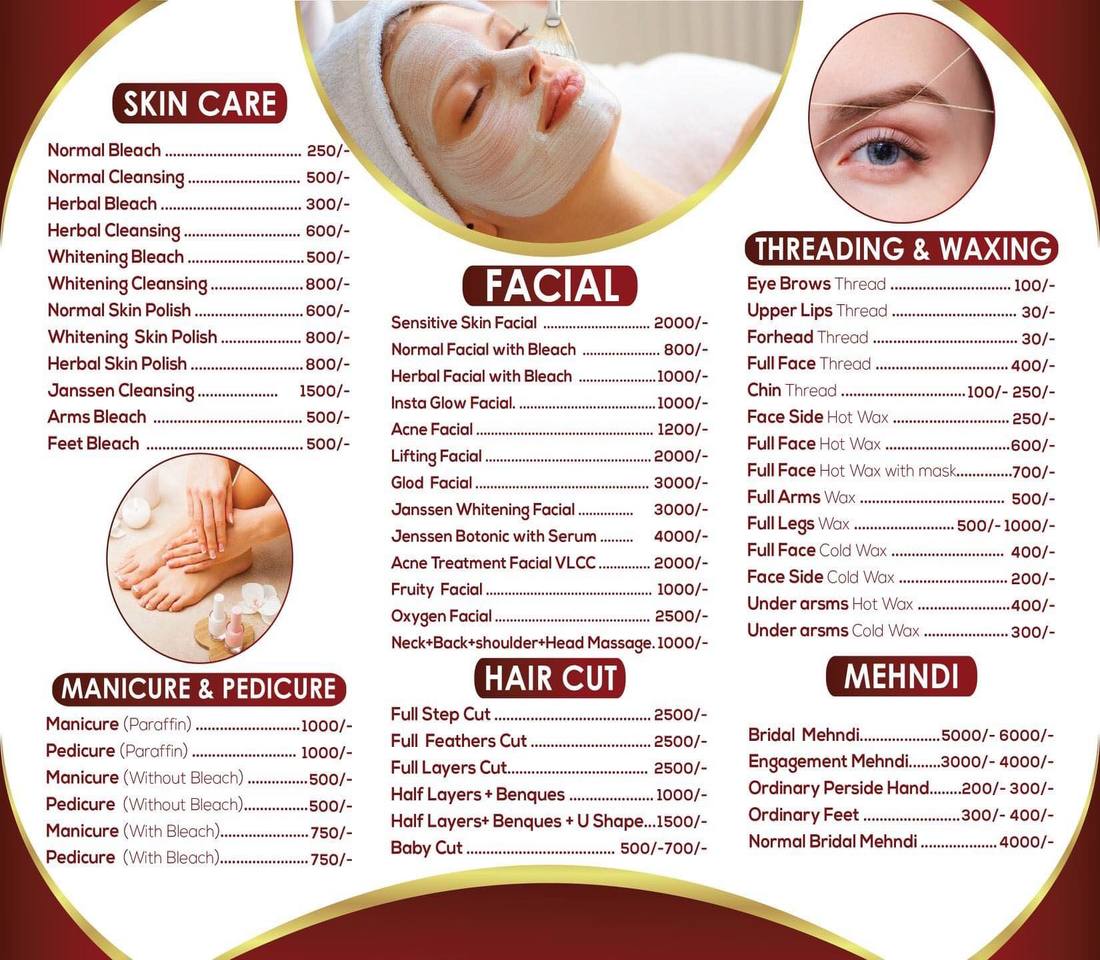 SKIN CARE
Normal Bleach ................................ 250/-
Normal Cleansing .......................... 500/-
Herbal Bleach ................................. 300/-
Herbal Cleansing ........................... 600/-
Whitening Bleach .......................... 500/-
Whitening Cleansing ..................... 800/-
Normal Skin Polish ......................... 600/-
Whitening Skin Polish ................... 800/-
Herbal Skin Polish .......................... 800/-
Janssen Cleansing ................... 1500/-
Arms Bleach ................................... 500/-
Feet Bleach ..................................... 500/-
MANICURE & PEDICURE
Manicure (Paraffin) ........................ 1000/-
Pedicure (Paraffin) ......................... 1000/-
Manicure (Without Bleach) .............. 500/-
Pedicure (Without Bleach)............... 500/-
Manicure (With Bleach)..................... 750/-
Pedicure (With Bleach)..................... 750/-
FACIAL
Sensitive Skin Facial ......................... 2000/-
Normal Facial with Bleach .................. 800/-
Herbal Facial with Bleach .................. 1000/-
Insta Glow Facial. ................................ 1000/-
Acne Facial .......................................... 1200/-
Lifting Facial ........................................ 2000/-
Glod Facial ......................................... 3000/-
Janssen Whitening Facial ............. 3000/-
Jenssen Botonic with Serum ........ 4000/-
Acne Treatment Facial VLCC ............ 2000/-
Fruity Facial ....................................... 1000/-
Oxygen Facial ..................................... 2500/-
Neck+Back+shoulder+Head Massage. 1000/-
HAIR CUT
Full Step Cut ..................................... 2500/-
Full Feathers Cut ............................. 2500/-
Full Layers Cut.................................. 2500/-
Half Layers + Benques ................... 1000/-
Half Layers+ Benques + U Shape... 1500/-
Baby Cut ................................... 500/-700/-
THREADING & WAXING
Eye Brows Thread ............................. 100/-
Upper Lips Thread ............................. 30/-
Forhead Thread .................................. 30/-
Full Face Thread ................................ 400/-
Chin Thread .............................. 100/- 250/-
Face Side Hot Wax ............................ 250/-
Full Face Hot Wax .............................. 600/-
Full Face Hot Wax with mask............. 700/-
Full Arms Wax ................................... 500/-
Full Legs Wax ........................ 500/- 1000/-
Full Face Cold Wax ........................... 400/-
Face Side Cold Wax .......................... 200/-
Under arsms Hot Wax ...................... 400/-
Under arsms Cold Wax .................... 300/-
MEHNDI
Bridal Mehndi................... 5000/- 6000/-
Engagement Mehndi....... 3000/- 4000/-
Ordinary Perside Hand........ 200/- 300/-
Ordinary Feet ....................... 300/- 400/-
Normal Bridal Mehndi .................. 4000/-